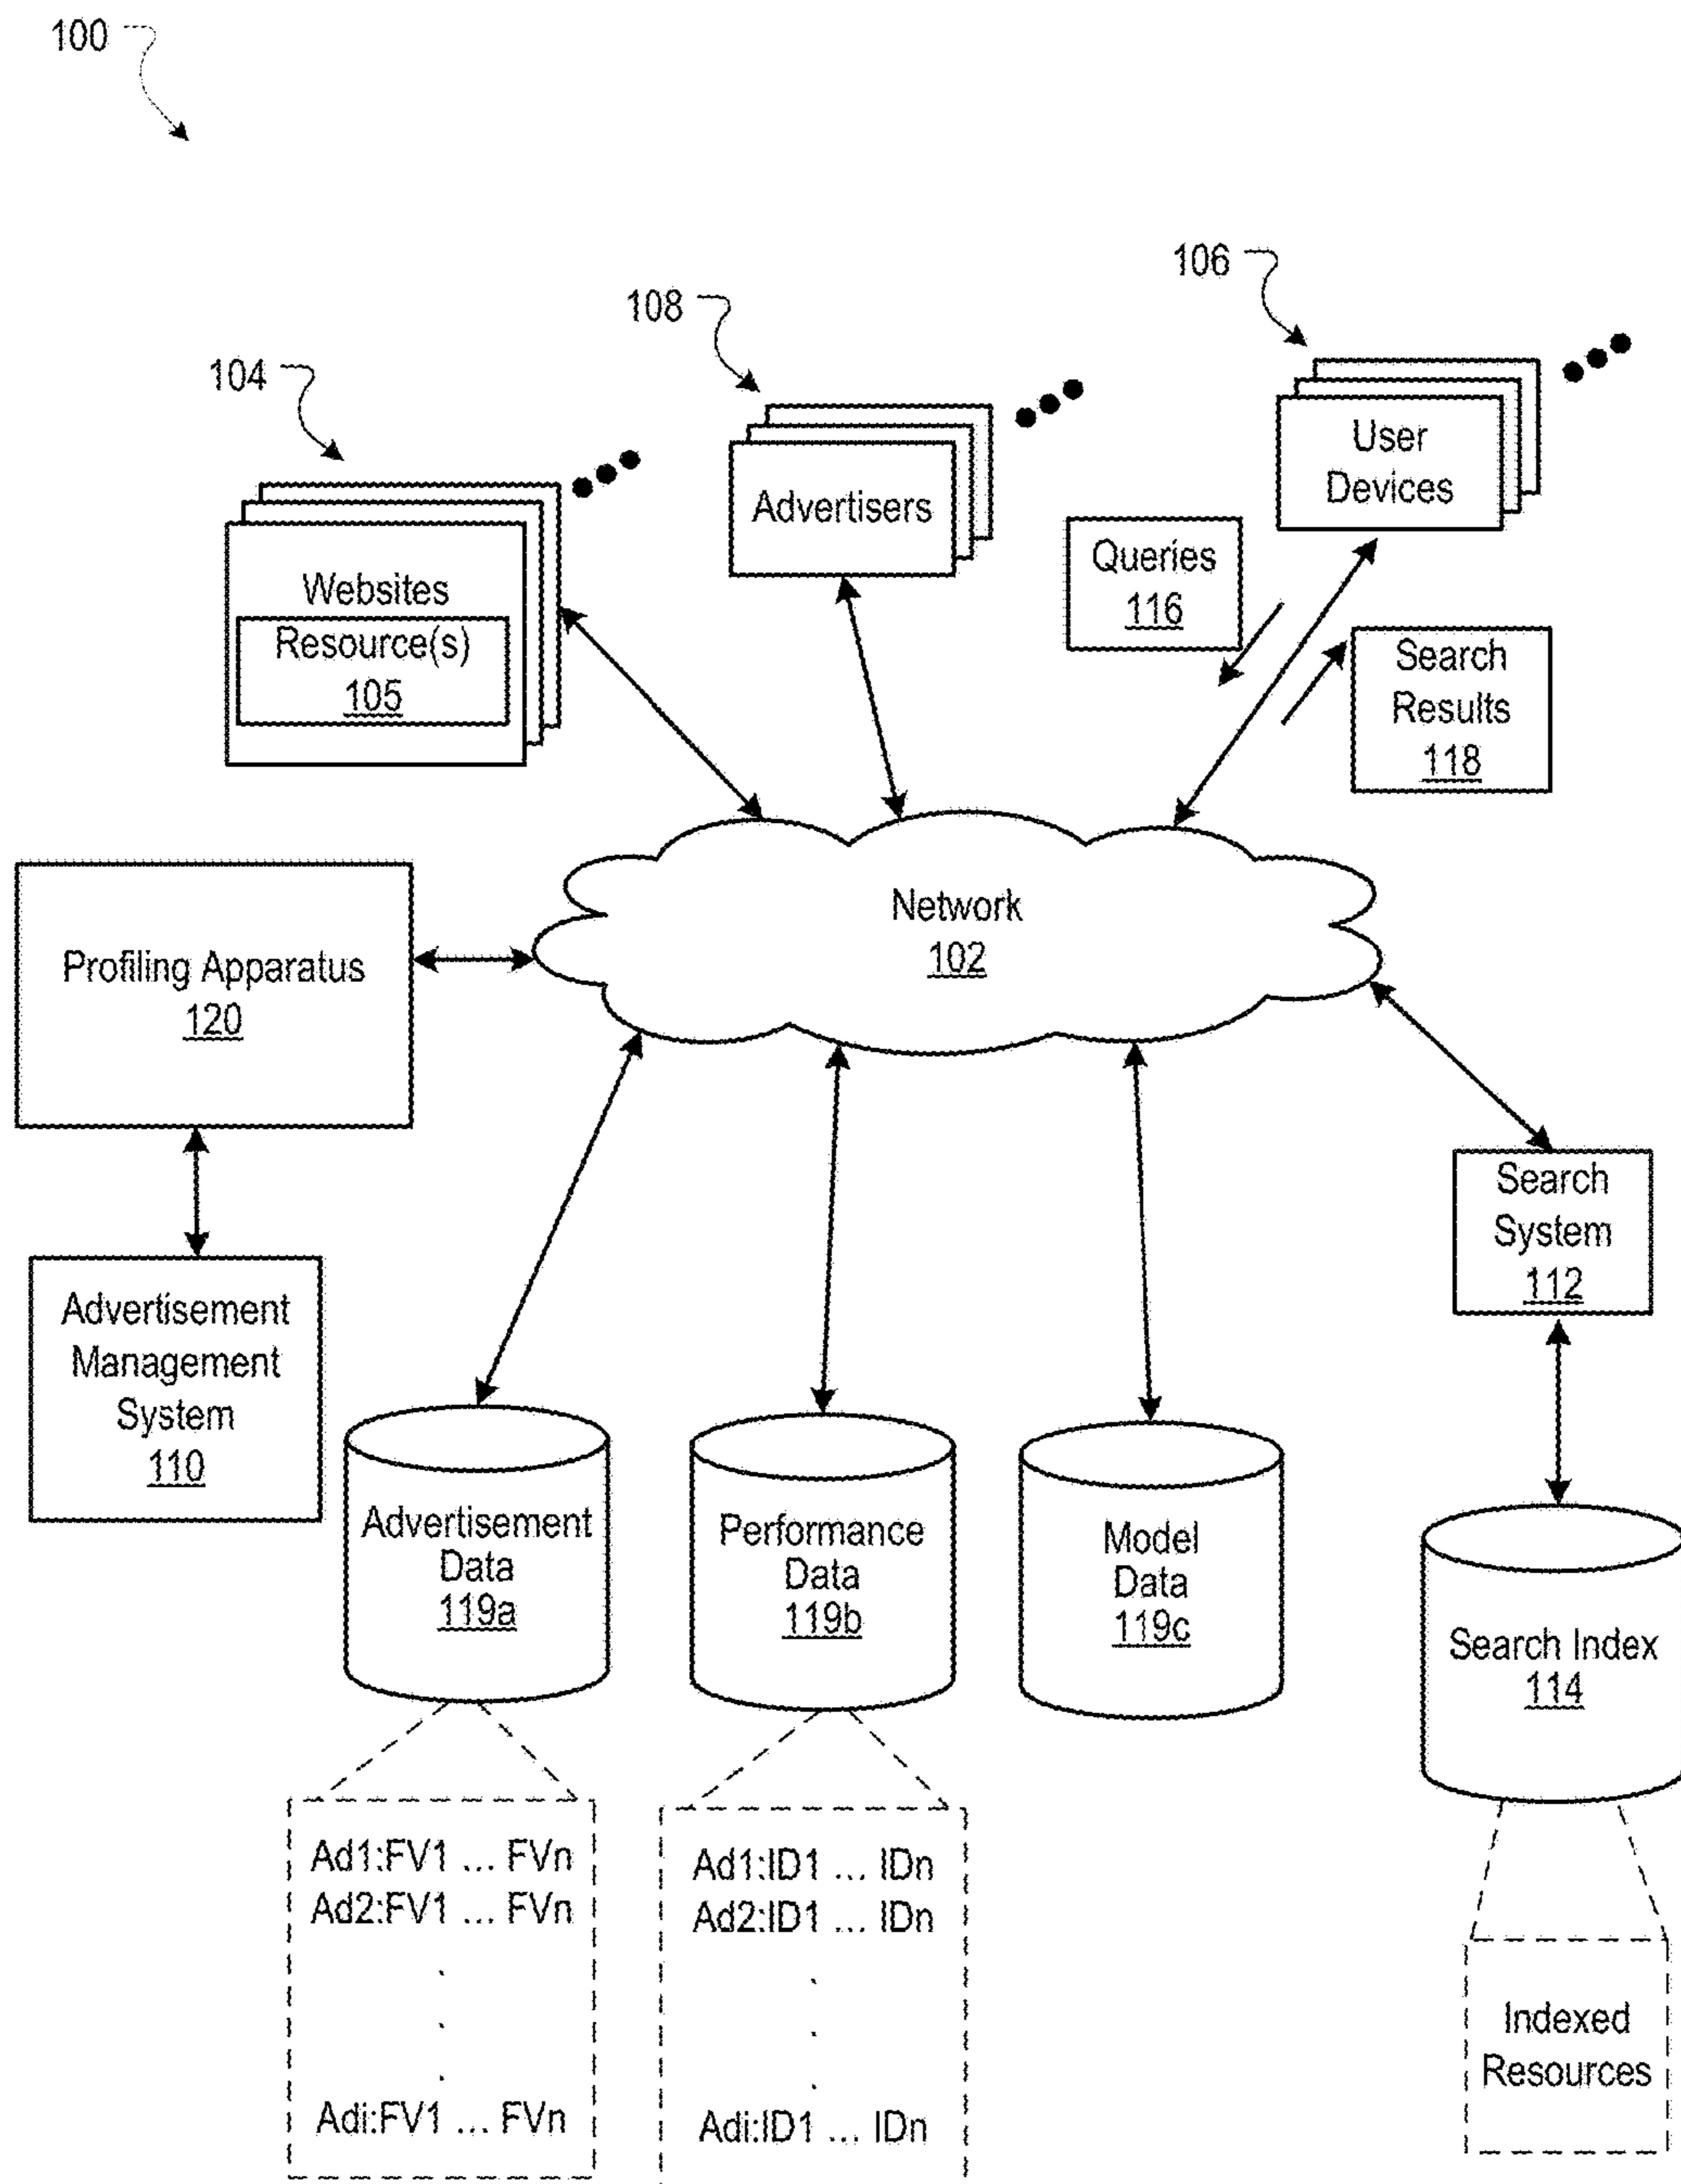 100
106
108
104
User
Devices
Advertisers
Queries
116
Websites
Resource(s)
105
Search
Results
118
Network
102
Profiling Apparatus
120
Search
System
112
Advertisement
Management
System
110
Advertisement
Data
119a
Performance
Data
119b
Model
Data
119c
Search Index
114
Ad1:FV1 ... FVn
Ad2:FV1 ... FVn
.
.
.
Adi:FV1 ... FVn
Ad1:ID1 ... IDn
Ad2:ID1 ... IDn
.
.
.
Adi:ID1 ... IDn
Indexed
Resources